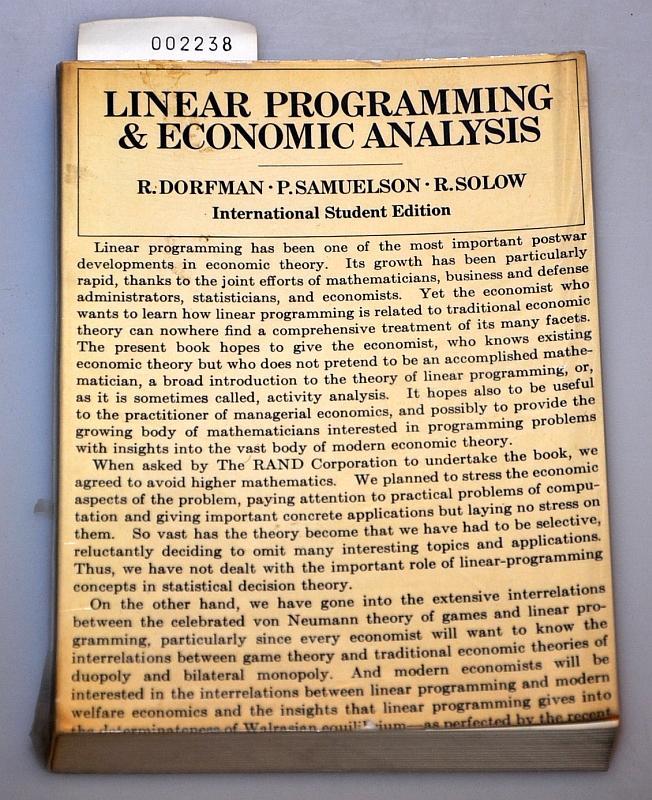 002238
LINEAR PROGRAMMING
& ECONOMIC ANALYSIS
R. DORFMAN · P. SAMUELSON · R. SOLOW
International Student Edition
Linear programming has been one of the most important postwar
developments in economic theory. Its growth has been particularly
rapid, thanks to the joint efforts of mathematicians, business and defense
administrators, statisticians, and economists. Yet the economist who
wants to learn how linear programming is related to traditional economic
theory can nowhere find a comprehensive treatment of its many facets.
The present book hopes to give the economist, who knows existing
economic theory but who does not pretend to be an accomplished mathe-
matician, a broad introduction to the theory of linear programming, or,
as it is sometimes called, activity analysis. It hopes also to be useful
to the practitioner of managerial economics, and possibly to provide the
growing body of mathematicians interested in programming problems
with insights into the vast body of modern economic theory.
When asked by The RAND Corporation to undertake the book, we
agreed to avoid higher mathematics. We planned to stress the economic
aspects of the problem, paying attention to practical problems of compu-
tation and giving important concrete applications but laying no stress on
them. So vast has the theory become that we have had to be selective,
reluctantly deciding to omit many interesting topics and applications.
Thus, we have not dealt with the important role of linear-programming
concepts in statistical decision theory.
On the other hand, we have gone into the extensive interrelations
between the celebrated von Neumann theory of games and linear pro-
gramming, particularly since every economist will want to know the
interrelations between game theory and traditional economic theories of
duopoly and bilateral monopoly. And modern economists will be
interested in the interrelations between linear programming and modern
welfare economics and the insights that linear programming gives into
the determinateness of Walrasian equilibrium—as perfected by the recent